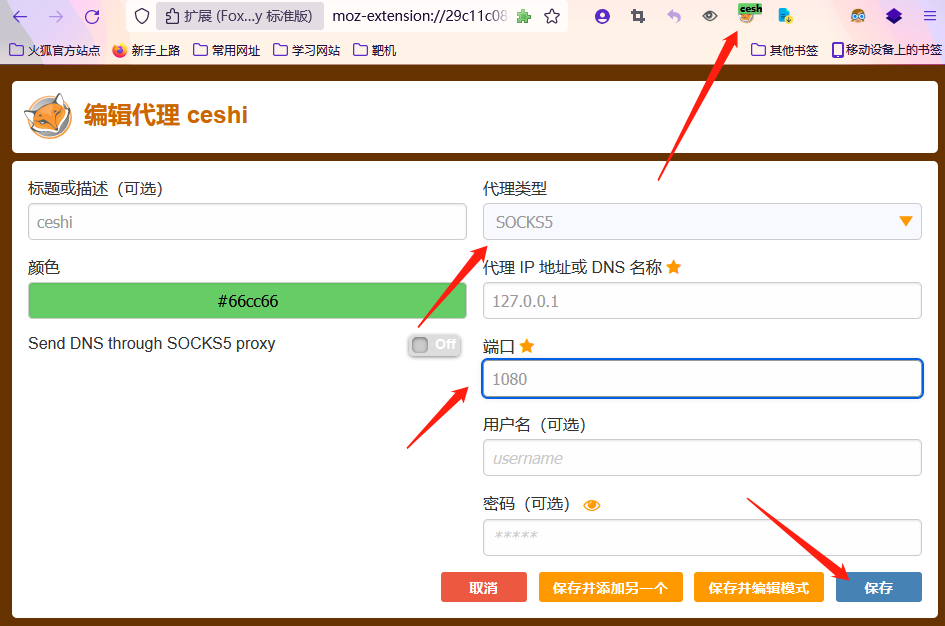 扩展 (Fox...y 标准版) moz-extension://29c11c08
cesh
火狐官方站点 新手上路 常用网址 学习网站 靶机 其他书签 移动设备上的书签
编辑代理 ceshi
标题或描述（可选）
ceshi
颜色
#66cc66
Send DNS through SOCKS5 proxy Off
代理类型
SOCKS5
代理 IP 地址或 DNS 名称
127.0.0.1
端口
1080
用户名（可选）
username
密码（可选）
*****
取消 保存并添加另一个 保存并编辑模式 保存